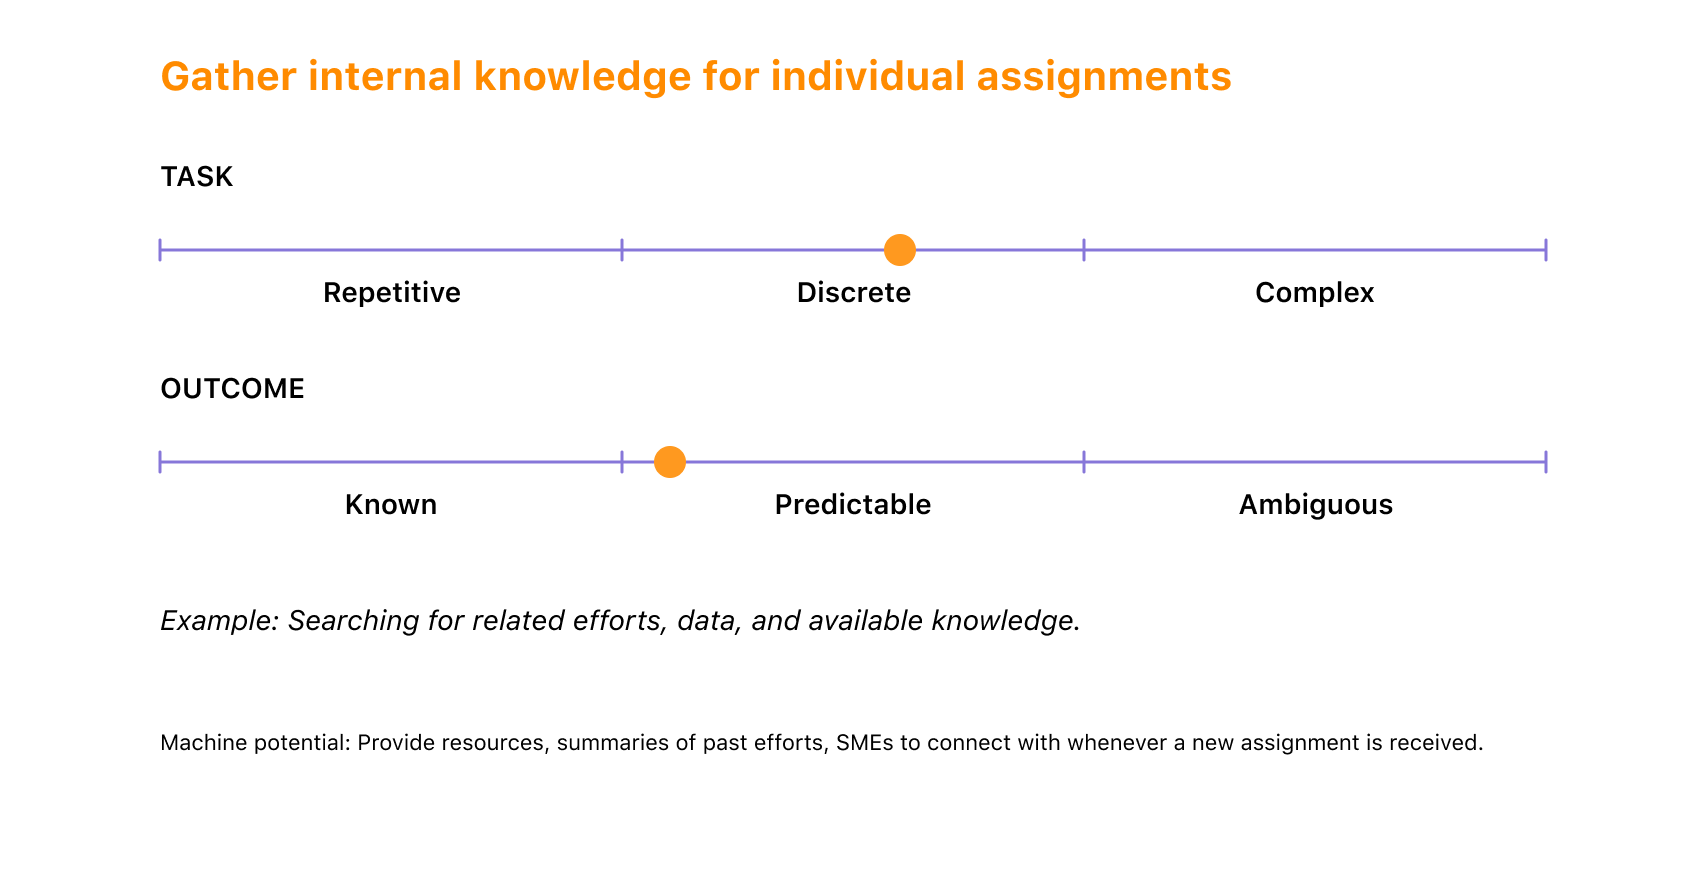 Gather internal knowledge for individual assignments
TASK
Repetitive
Discrete
Complex
OUTCOME
Known
Predictable
Ambiguous
Example: Searching for related efforts, data, and available knowledge.
Machine potential: Provide resources, summaries of past efforts, SMEs to connect with whenever a new assignment is received.